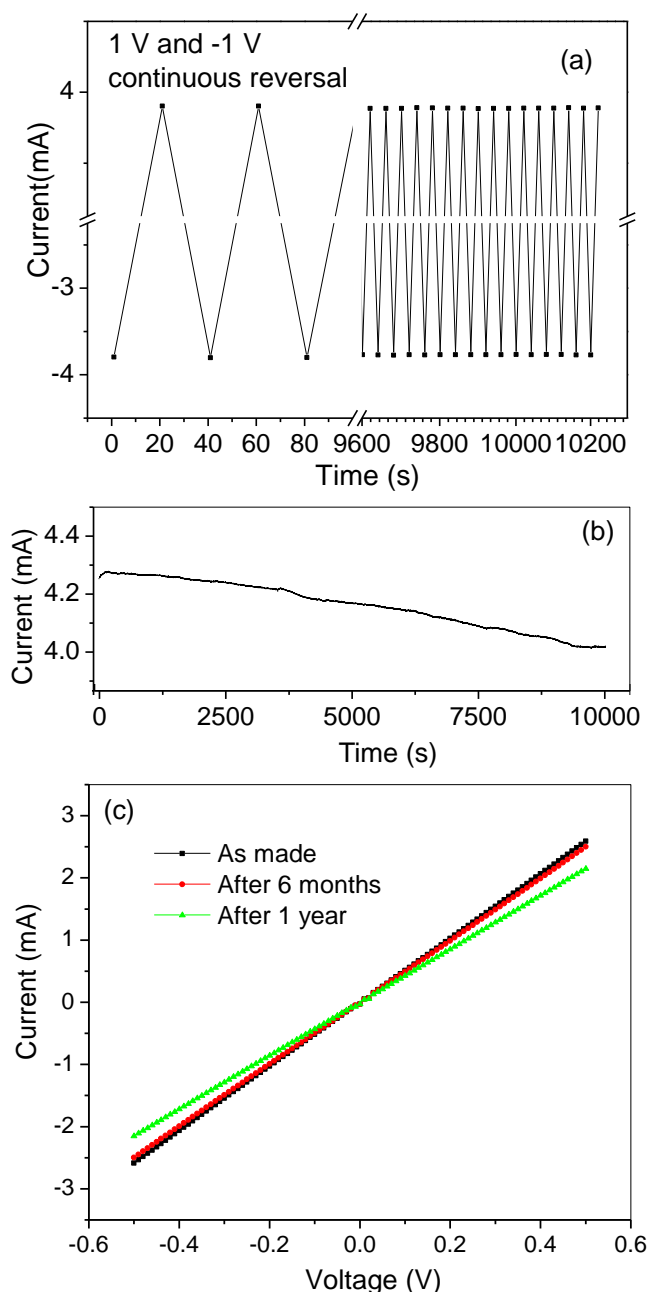 1 V and -1 V
continuous reversal
(a)
4
-3
-4
Current(mA)
0 20 40 60 80 9600 9800 10000 10200
Time (s)
(b)
4.4
4.2
4.0
Current (mA)
0 2500 5000 7500 10000
Time (s)
(c)
As made
After 6 months
After 1 year
3
2
1
0
-1
-2
-3
Current (mA)
-0.6 -0.4 -0.2 0.0 0.2 0.4 0.6
Voltage (V)